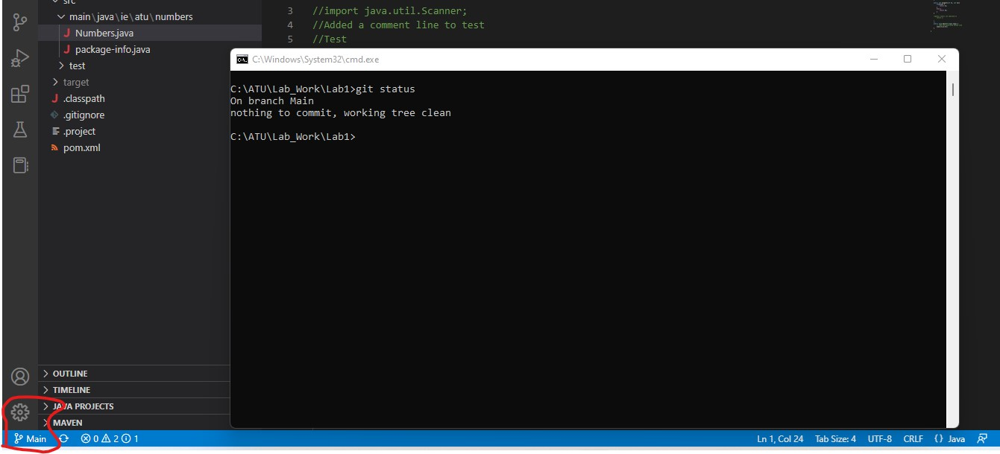 src
main\java\ie\atu\numbers
J Numbers.java
J package-info.java
test
target
J .classpath
.gitignore
.project
pom.xml
OUTLINE
TIMELINE
JAVA PROJECTS
MAVEN
3 //import java.util.Scanner;
4 //Added a comment line to test
5 //Test
C:\Windows\System32\cmd.exe
C:\ATU\Lab_Work\Lab1>git status
On branch Main
nothing to commit, working tree clean
C:\ATU\Lab_Work\Lab1>
Main 0 2 1 Ln 1, Col 24 Tab Size: 4 UTF-8 CRLF {} Java